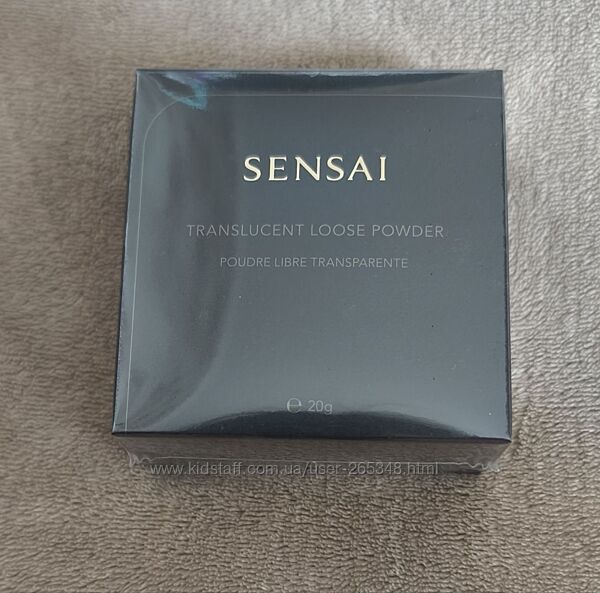 SENSAI
TRANSLUCENT LOOSE POWDER
POUDRE LIBRE TRANSPARENTE
℮ 20g
www.kidstaff.com.ua/user-265348.html